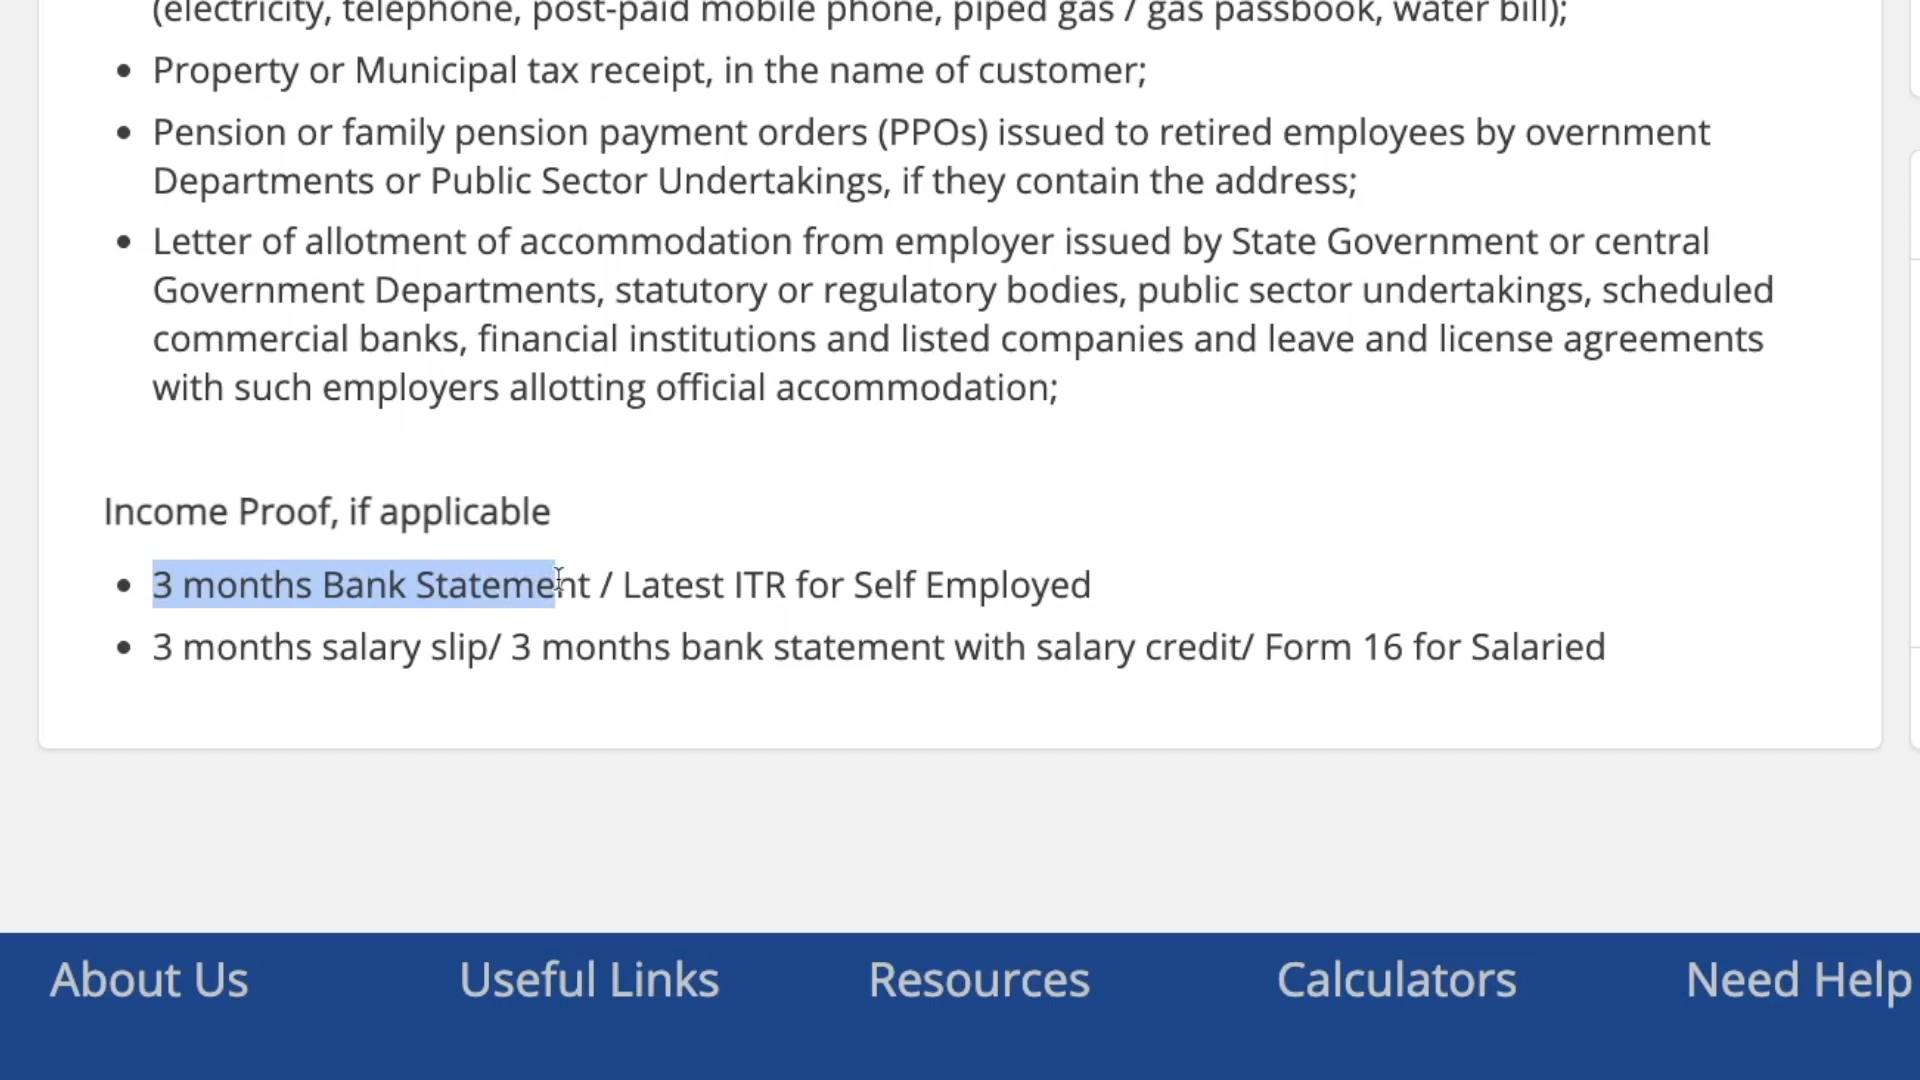 (electricity, telephone, post-paid mobile phone, piped gas / gas passbook, water bill);
Property or Municipal tax receipt, in the name of customer;
Pension or family pension payment orders (PPOs) issued to retired employees by overnment
Departments or Public Sector Undertakings, if they contain the address;
Letter of allotment of accommodation from employer issued by State Government or central
Government Departments, statutory or regulatory bodies, public sector undertakings, scheduled
commercial banks, financial institutions and listed companies and leave and license agreements
with such employers allotting official accommodation;
Income Proof, if applicable
3 months Bank Statement / Latest ITR for Self Employed
3 months salary slip/ 3 months bank statement with salary credit/ Form 16 for Salaried
About Us Useful Links Resources Calculators Need Help